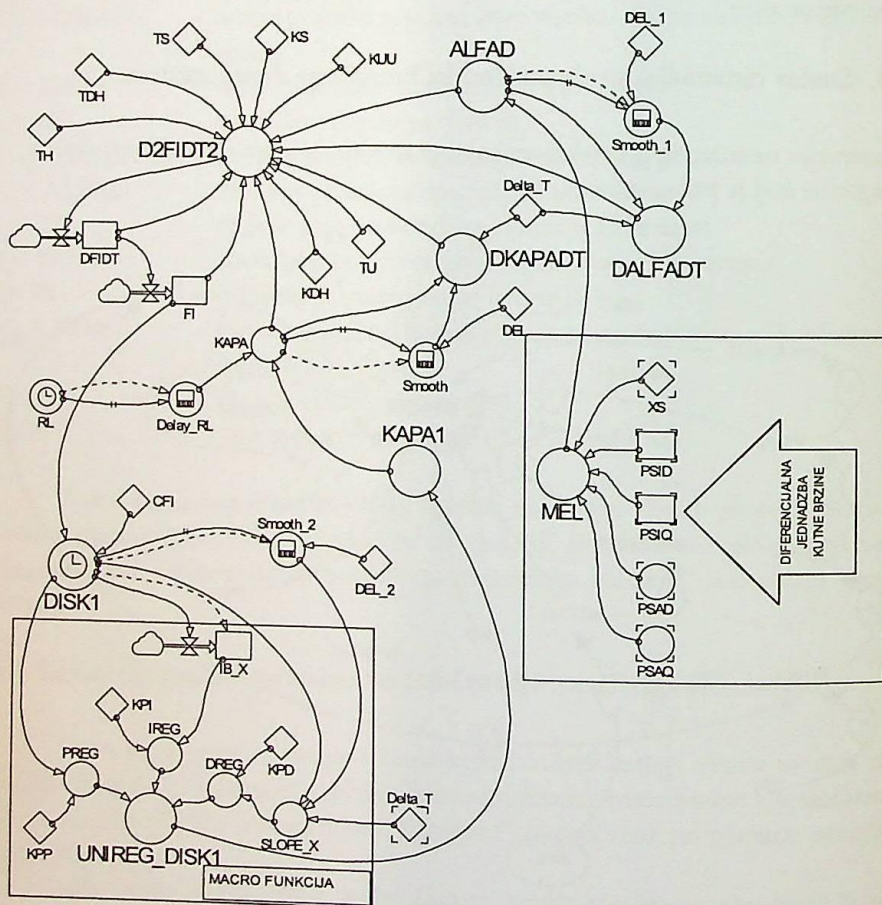 DEL_1
TS
KS
ALFAD
KUU
TDH
TH
D2FIDT2
Smooth_1
Delta_T
DFIDT
TU
DKAPADT
DALFADT
KDH
FI
KAPA
DEL
Smooth
XS
RL
Delay_RL
KAPA1
PSID
MEL
PSIQ
DIFERENCIJALNA
JEDNADZBA
KUTNE BRZINE
CFI
Smooth_2
PSAD
DISK1
DEL_2
PSAQ
IB_X
KPI
IREG
PREG
DREG
KPD
Delta_T
KPP
SLOPE_X
UNIREG_DISK1
MACRO FUNKCIJA